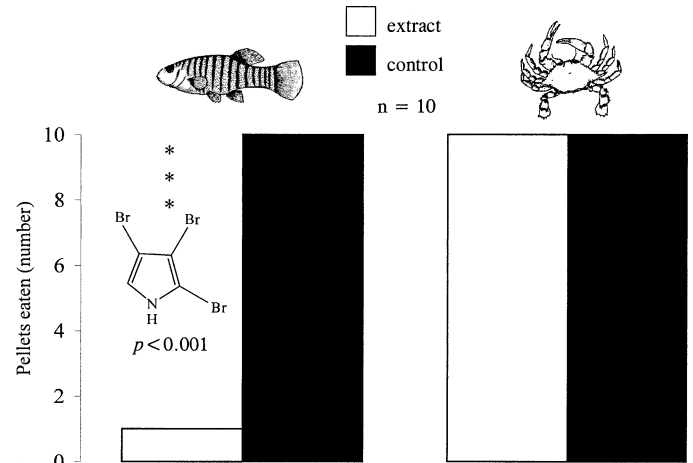 extract
control
n = 10
Pellets eaten (number)
10
8
6
4
2
0
*
*
*
Br
Br
Br
N
H
p<0.001